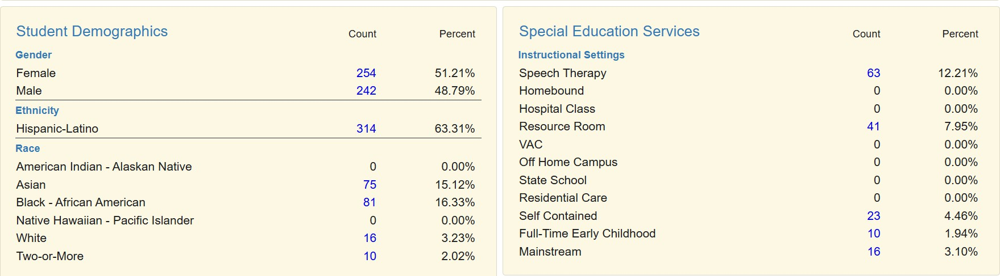 Student Demographics Count Percent
Gender
Female 254 51.21%
Male 242 48.79%
Ethnicity
Hispanic-Latino 314 63.31%
Race
American Indian - Alaskan Native 0 0.00%
Asian 75 15.12%
Black - African American 81 16.33%
Native Hawaiian - Pacific Islander 0 0.00%
White 16 3.23%
Two-or-More 10 2.02%
Special Education Services Count Percent
Instructional Settings
Speech Therapy 63 12.21%
Homebound 0 0.00%
Hospital Class 0 0.00%
Resource Room 41 7.95%
VAC 0 0.00%
Off Home Campus 0 0.00%
State School 0 0.00%
Residential Care 0 0.00%
Self Contained 23 4.46%
Full-Time Early Childhood 10 1.94%
Mainstream 16 3.10%